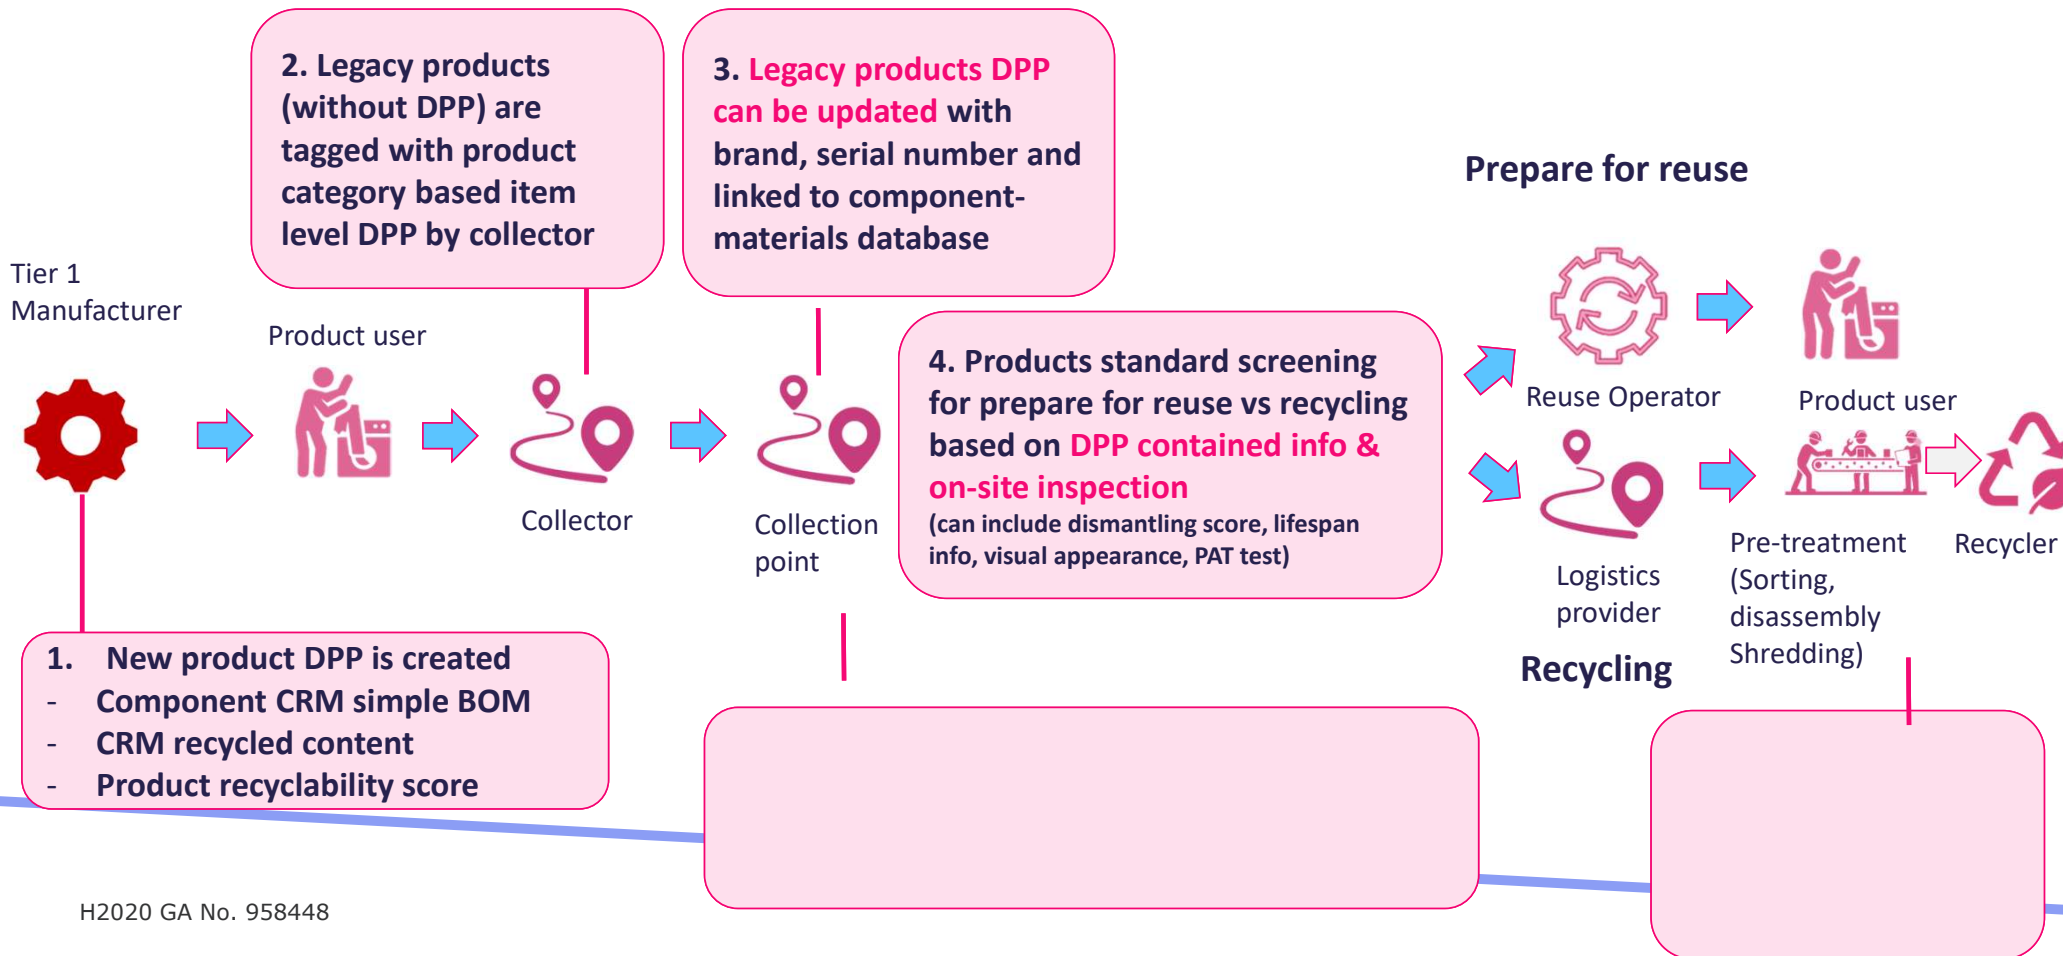 2. Legacy products
(without DPP) are
tagged with product
category based item
level DPP by collector
3. Legacy products DPP
can be updated with
brand, serial number and
linked to component-
materials database
Prepare for reuse
Tier 1
Manufacturer
Product user
4. Products standard screening
for prepare for reuse vs recycling
based on DPP contained info &
on-site inspection
(can include dismantling score, lifespan
info, visual appearance, PAT test)
Reuse Operator
Product user
Collector
Collection
point
Logistics
provider
Pre-treatment
(Sorting,
disassembly
Shredding)
Recycler
Recycling
1. New product DPP is created
- Component CRM simple BOM
- CRM recycled content
- Product recyclability score
H2020 GA No. 958448